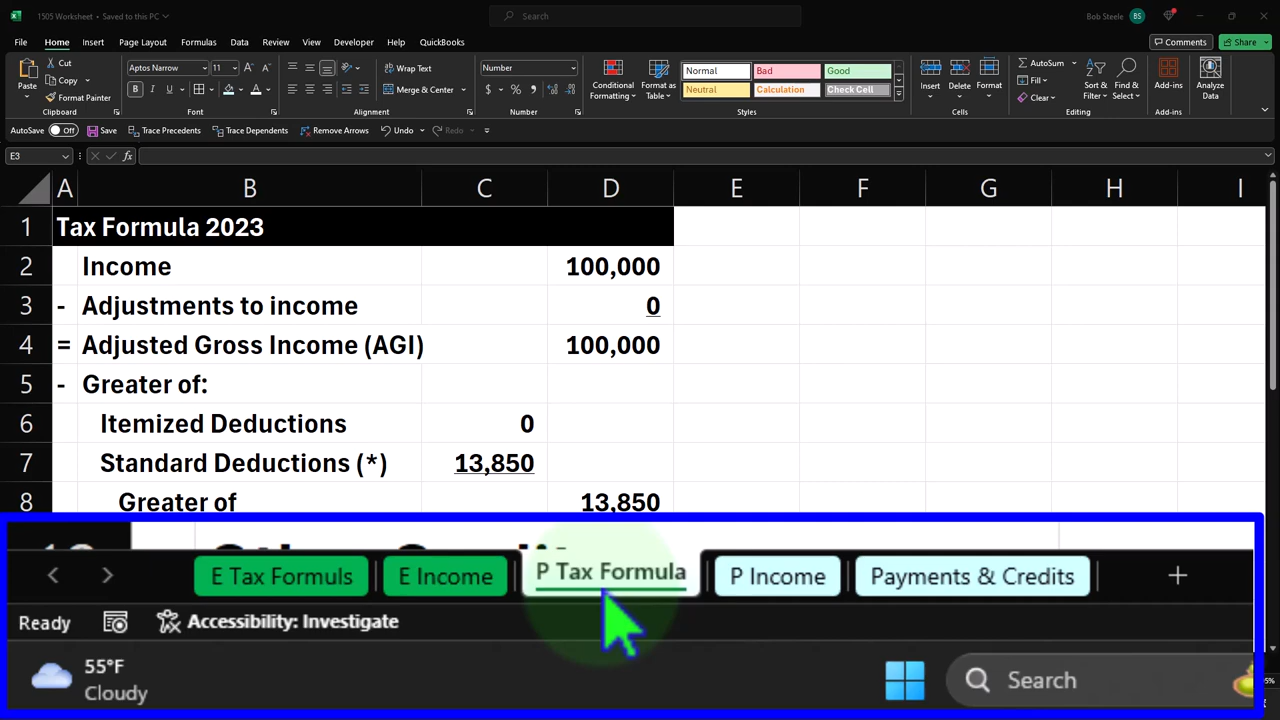 1505 Worksheet • Saved to this PC
Search
Bob Steele BS
File Home Insert Page Layout Formulas Data Review View Developer Help QuickBooks
Comments Share
Paste Cut Copy Format Painter
Clipboard
Aptos Narrow 11
B I U A
Font
Wrap Text
Merge & Center
Alignment
Number
$ % 9
Number
Conditional Formatting
Format as Table
Normal Bad Good
Neutral Calculation Check Cell
Styles
Insert Delete Format
Cells
AutoSum
Fill
Clear
Sort & Filter
Find & Select
Editing
Add-ins
Add-ins
Analyze Data
AutoSave Off Save Trace Precedents Trace Dependents Remove Arrows Undo Redo
E3 fx
A B C D E F G H I
1 Tax Formula 2023
2 Income 100,000
3 - Adjustments to income 0
4 = Adjusted Gross Income (AGI) 100,000
5 - Greater of:
6 Itemized Deductions 0
7 Standard Deductions (*) 13,850
8 Greater of 13,850
E Tax Formuls E Income P Tax Formula P Income Payments & Credits +
Ready Accessibility: Investigate
55°F
Cloudy
Search